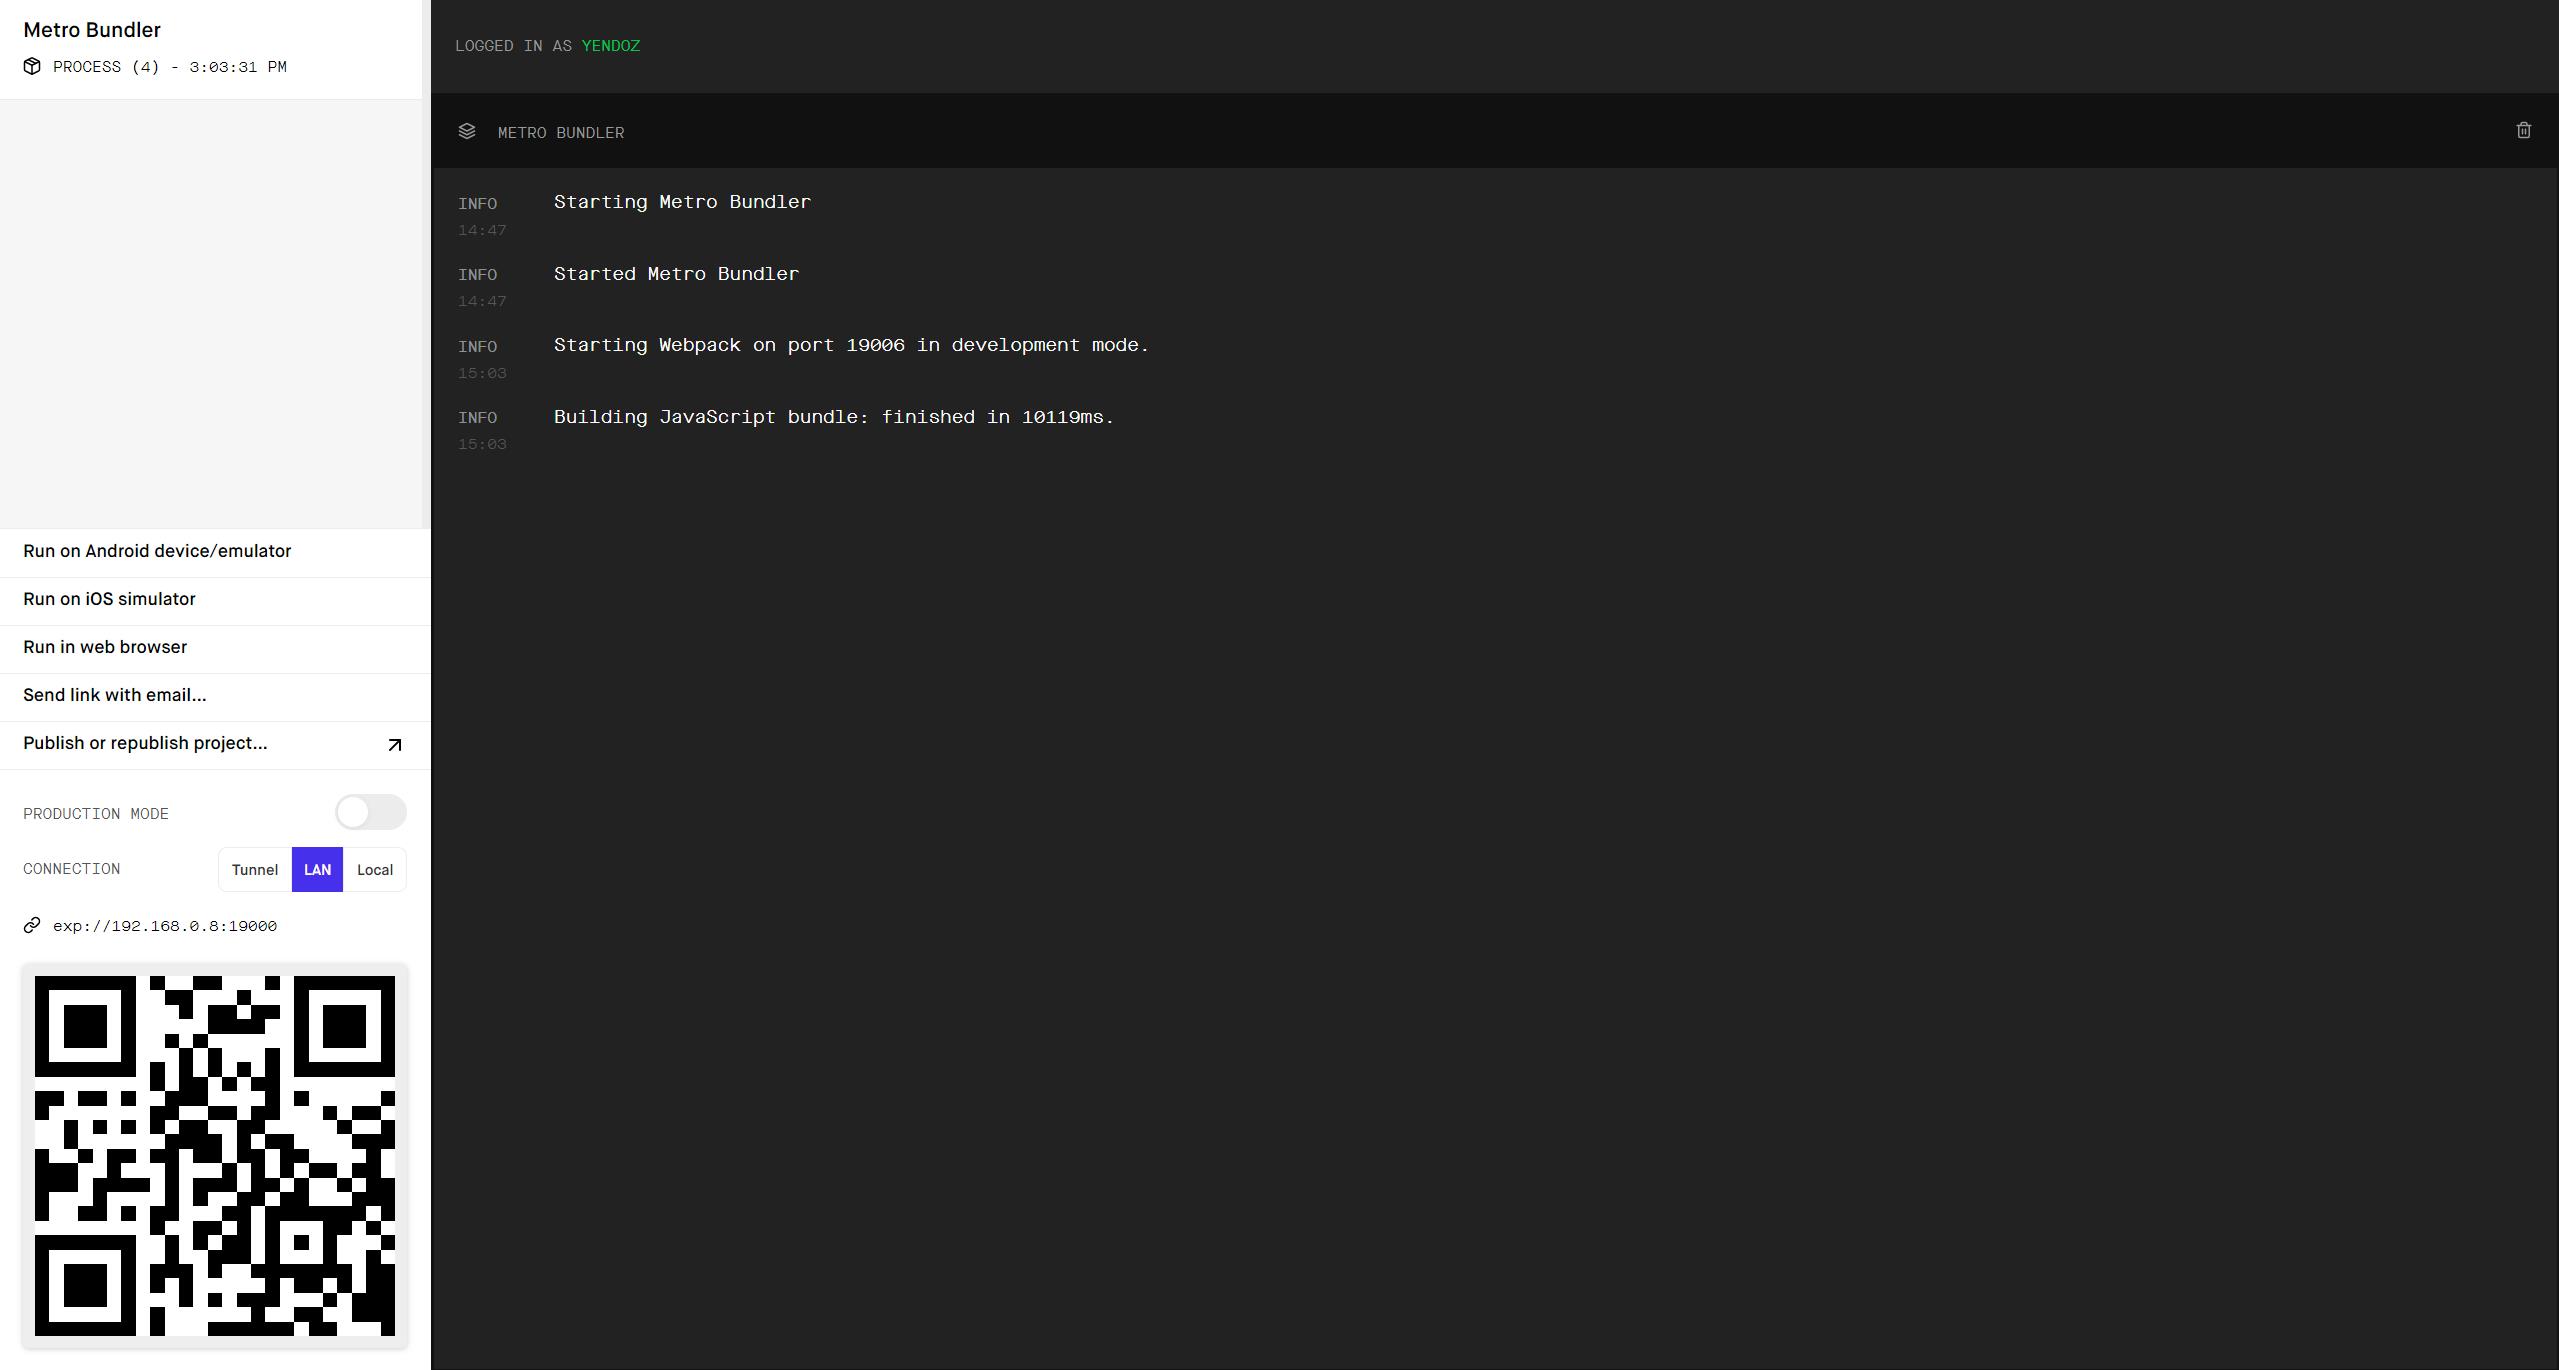 Metro Bundler
PROCESS (4) - 3:03:31 PM
Run on Android device/emulator
Run on iOS simulator
Run in web browser
Send link with email...
Publish or republish project...
PRODUCTION MODE
CONNECTION Tunnel LAN Local
exp://192.168.0.8:19000
LOGGED IN AS YENDOZ
METRO BUNDLER
INFO Starting Metro Bundler
14:47
INFO Started Metro Bundler
14:47
INFO Starting Webpack on port 19006 in development mode.
15:03
INFO Building JavaScript bundle: finished in 10119ms.
15:03